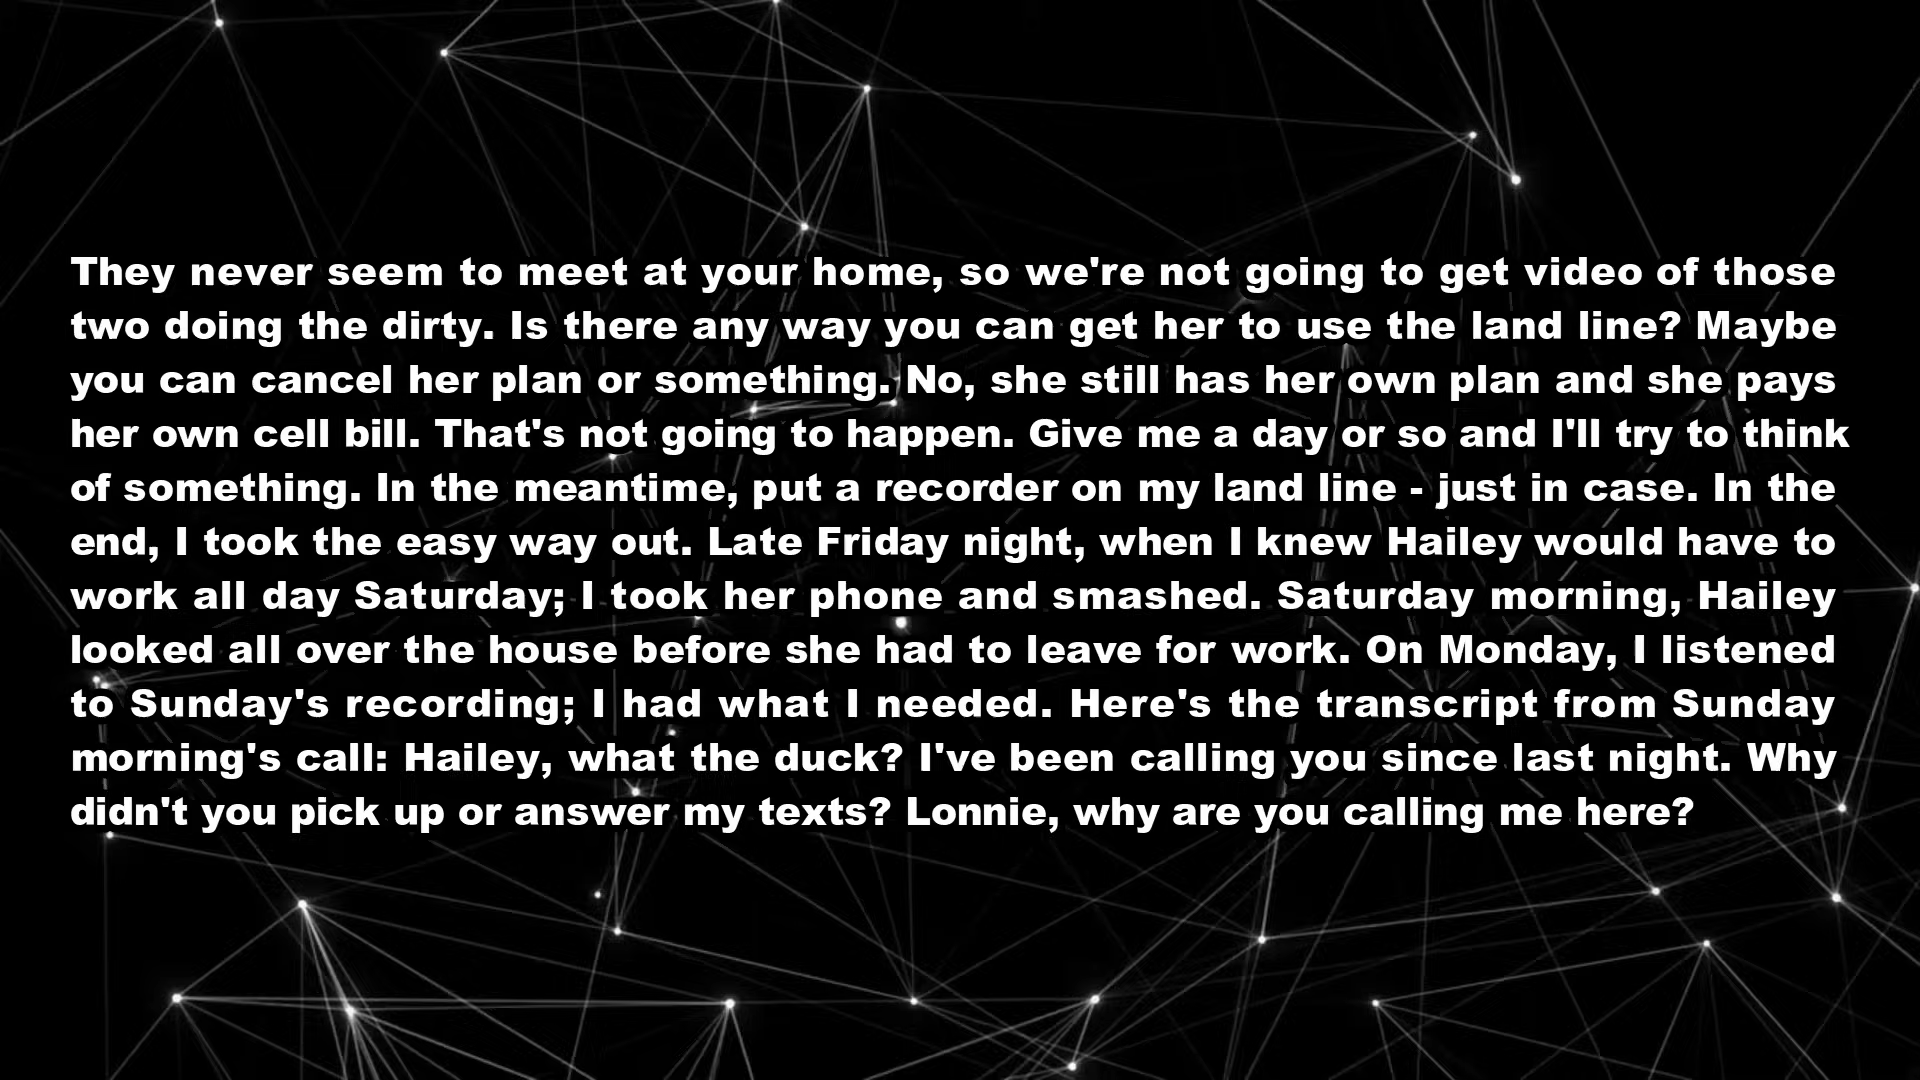 They never seem to meet at your home, so we're not going to get video of those
two doing the dirty. Is there any way you can get her to use the land line? Maybe
you can cancel her plan or something. No, she still has her own plan and she pays
her own cell bill. That's not going to happen. Give me a day or so and I'll try to think
of something. In the meantime, put a recorder on my land line - just in case. In the
end, I took the easy way out. Late Friday night, when I knew Hailey would have to
work all day Saturday; I took her phone and smashed. Saturday morning, Hailey
looked all over the house before she had to leave for work. On Monday, I listened
to Sunday's recording; I had what I needed. Here's the transcript from Sunday
morning's call: Hailey, what the duck? I've been calling you since last night. Why
didn't you pick up or answer my texts? Lonnie, why are you calling me here?